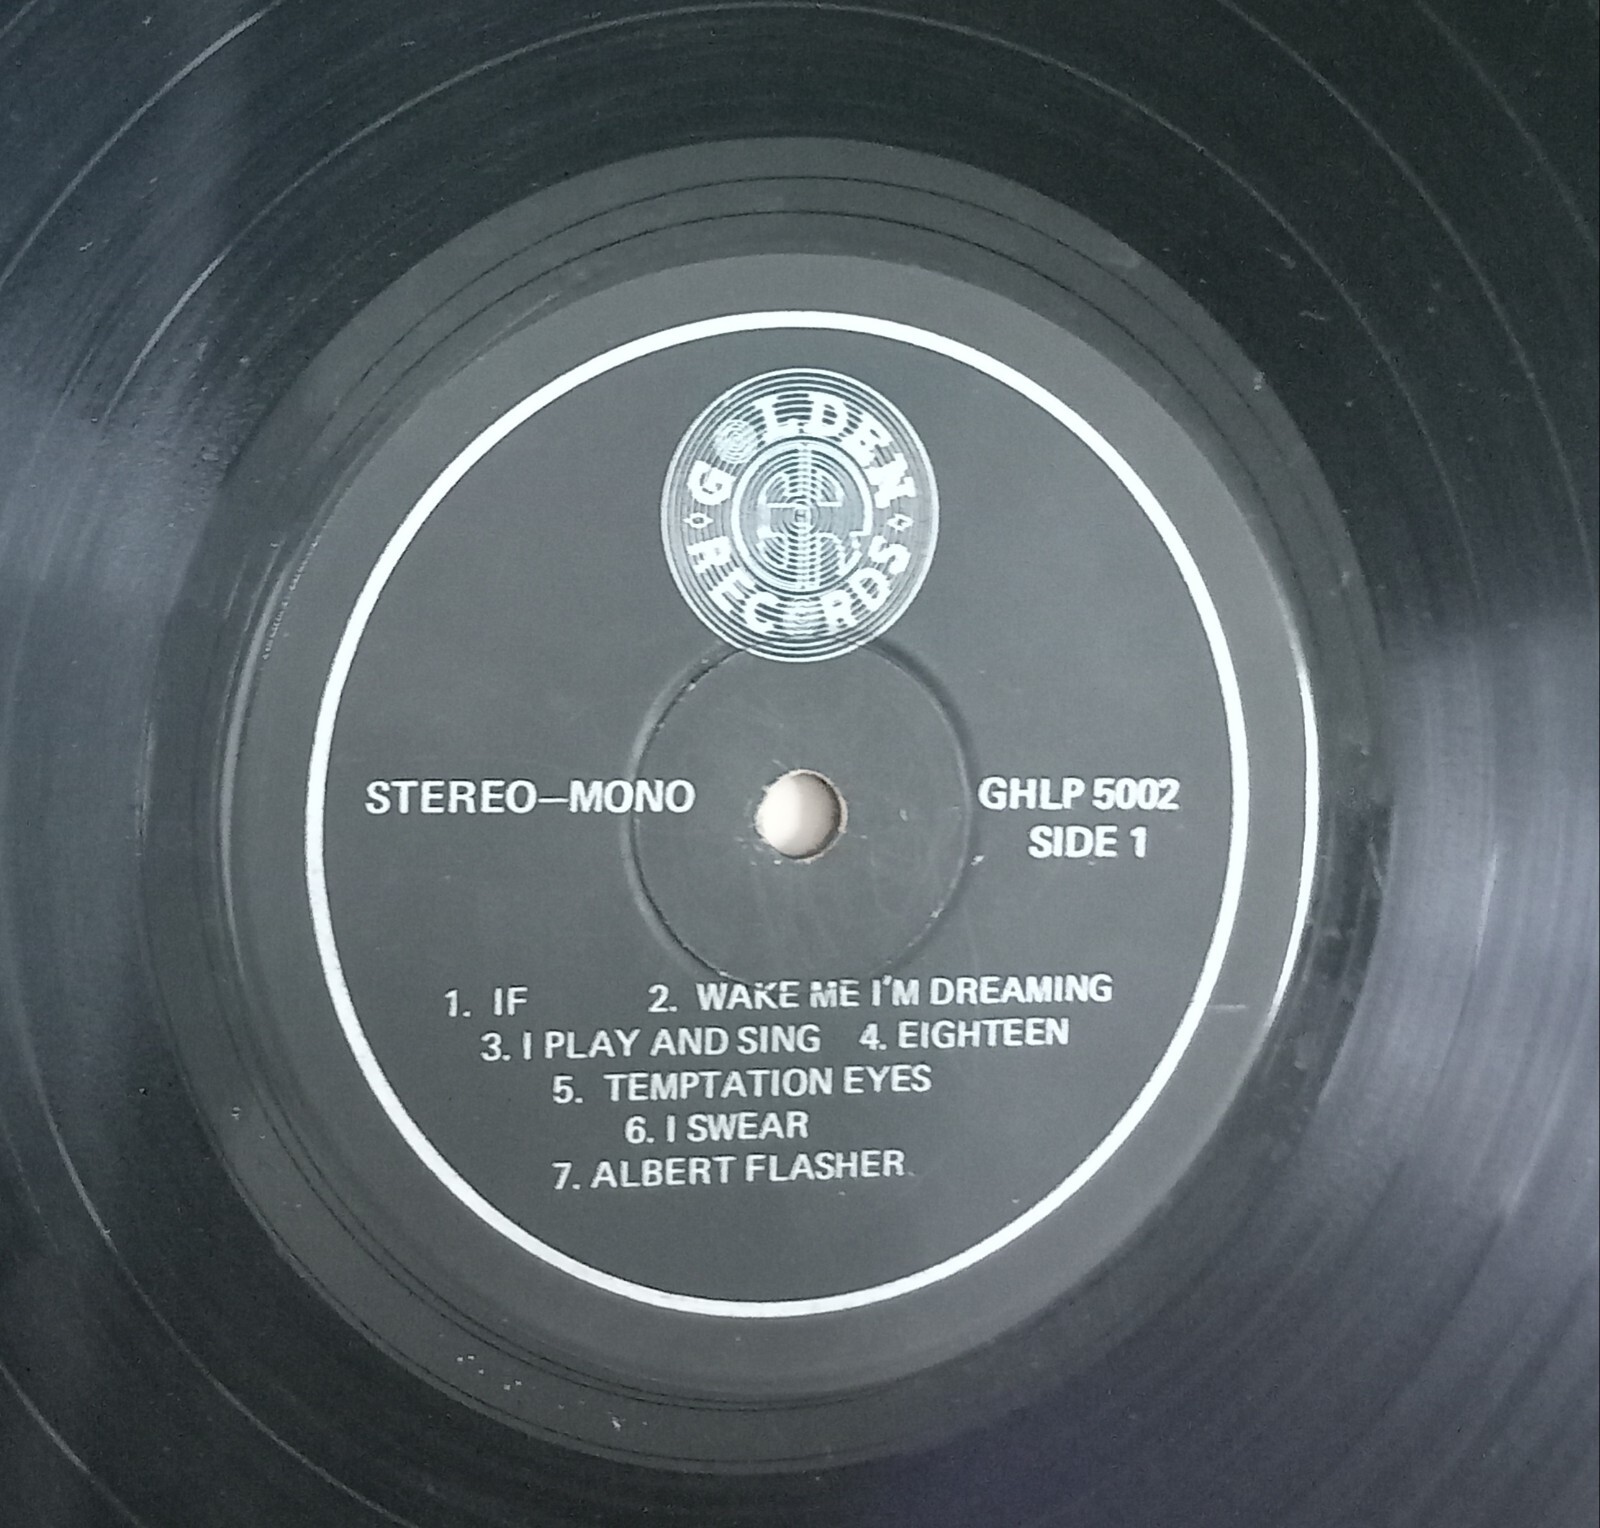 GOLDEN
RECORDS
STEREO—MONO
GHLP 5002
SIDE 1
1. IF 2. WAKE ME I'M DREAMING
3. I PLAY AND SING 4. EIGHTEEN
5. TEMPTATION EYES
6. I SWEAR
7. ALBERT FLASHER